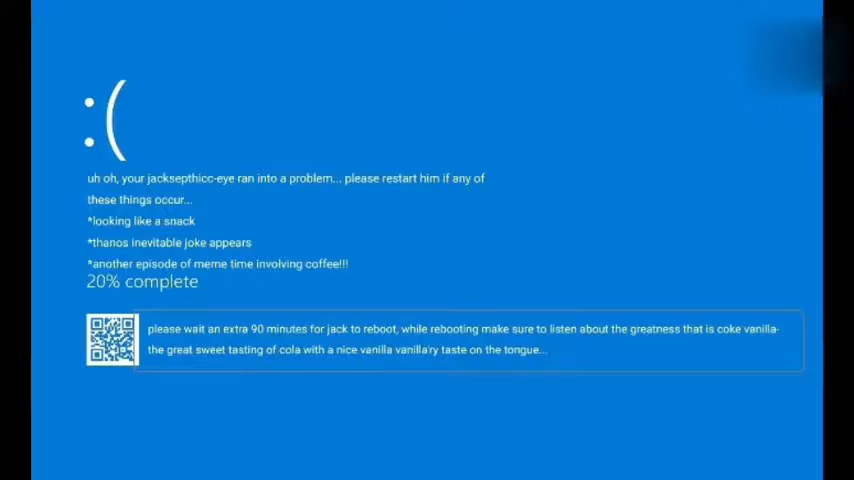 :(
uh oh, your jacksepthicc-eye ran into a problem... please restart him if any of
these things occur...
*looking like a snack
*thanos inevitable joke appears
*another episode of meme time involving coffee!!!
20% complete
please wait an extra 90 minutes for jack to reboot, while rebooting make sure to listen about the greatness that is coke vanilla-
the great sweet tasting of cola with a nice vanilla vanilla'ry taste on the tongue...